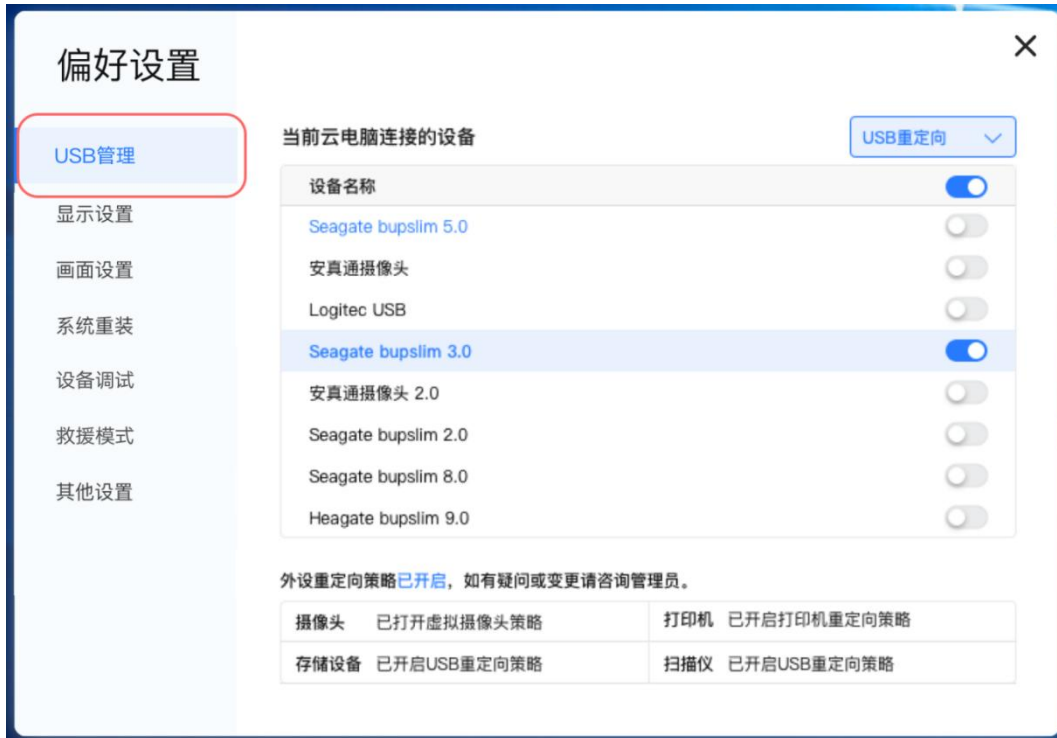 偏好设置
USB管理
显示设置
画面设置
系统重装
设备调试
救援模式
其他设置
当前云电脑连接的设备 USB重定向
设备名称
Seagate bupslim 5.0
安真通摄像头
Logitec USB
Seagate bupslim 3.0
安真通摄像头 2.0
Seagate bupslim 2.0
Seagate bupslim 8.0
Heagate bupslim 9.0
外设重定向策略已开启，如有疑问或变更请咨询管理员。
摄像头 已打开虚拟摄像头策略 打印机 已开启打印机重定向策略
存储设备 已开启USB重定向策略 扫描仪 已开启USB重定向策略